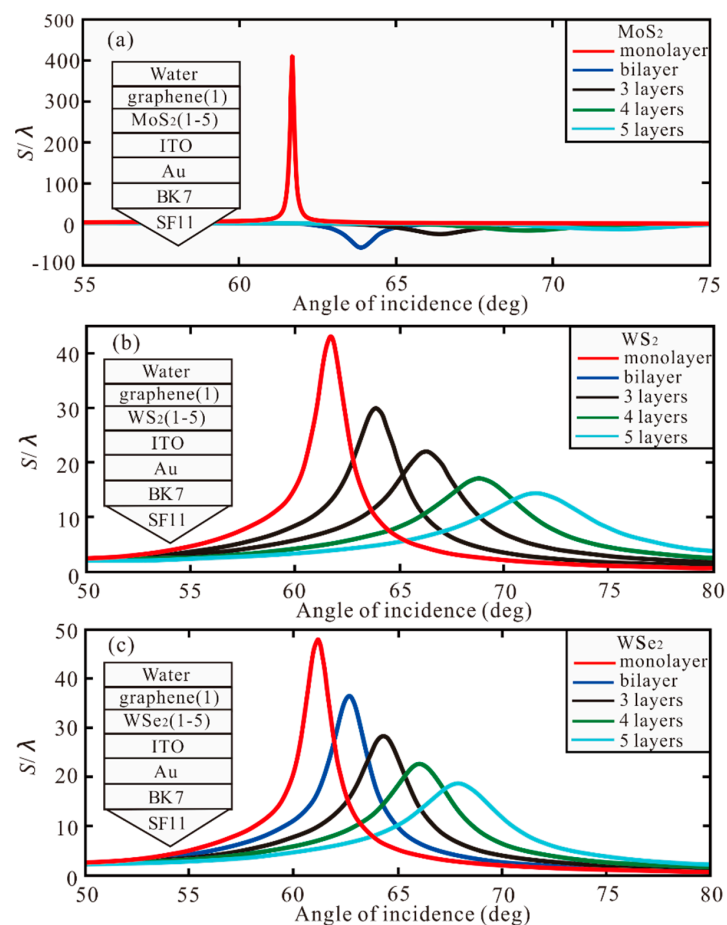 (a)
S/λ
500
400
300
200
100
0
-100
Water
graphene(1)
MoS₂(1-5)
ITO
Au
BK7
SF11
MoS₂
monolayer
bilayer
3 layers
4 layers
5 layers
55
60
65
70
75
Angle of incidence (deg)
(b)
S/λ
40
30
20
10
0
Water
graphene(1)
WS₂(1-5)
ITO
Au
BK7
SF11
WS₂
monolayer
bilayer
3 layers
4 layers
5 layers
50
60
65
70
75
80
Angle of incidence (deg)
(c)
S/λ
50
40
30
20
10
0
Water
graphene(1)
WSe₂(1-5)
ITO
Au
BK7
SF11
WSe₂
monolayer
bilayer
3 layers
4 layers
5 layers
50
60
65
70
75
80
Angle of incidence (deg)